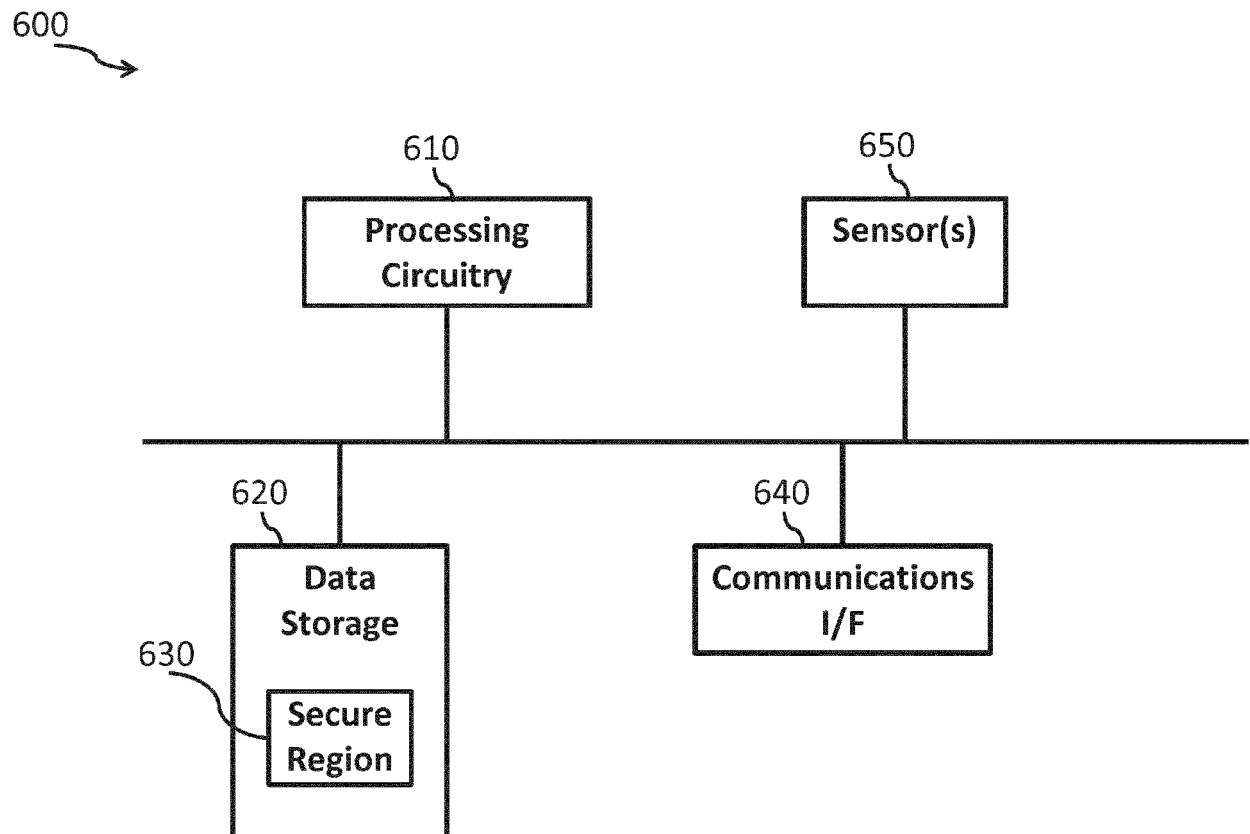 600
610
650
Processing
Circuitry
Sensor(s)
620
640
Data
Storage
Communications
I/F
630
Secure
Region